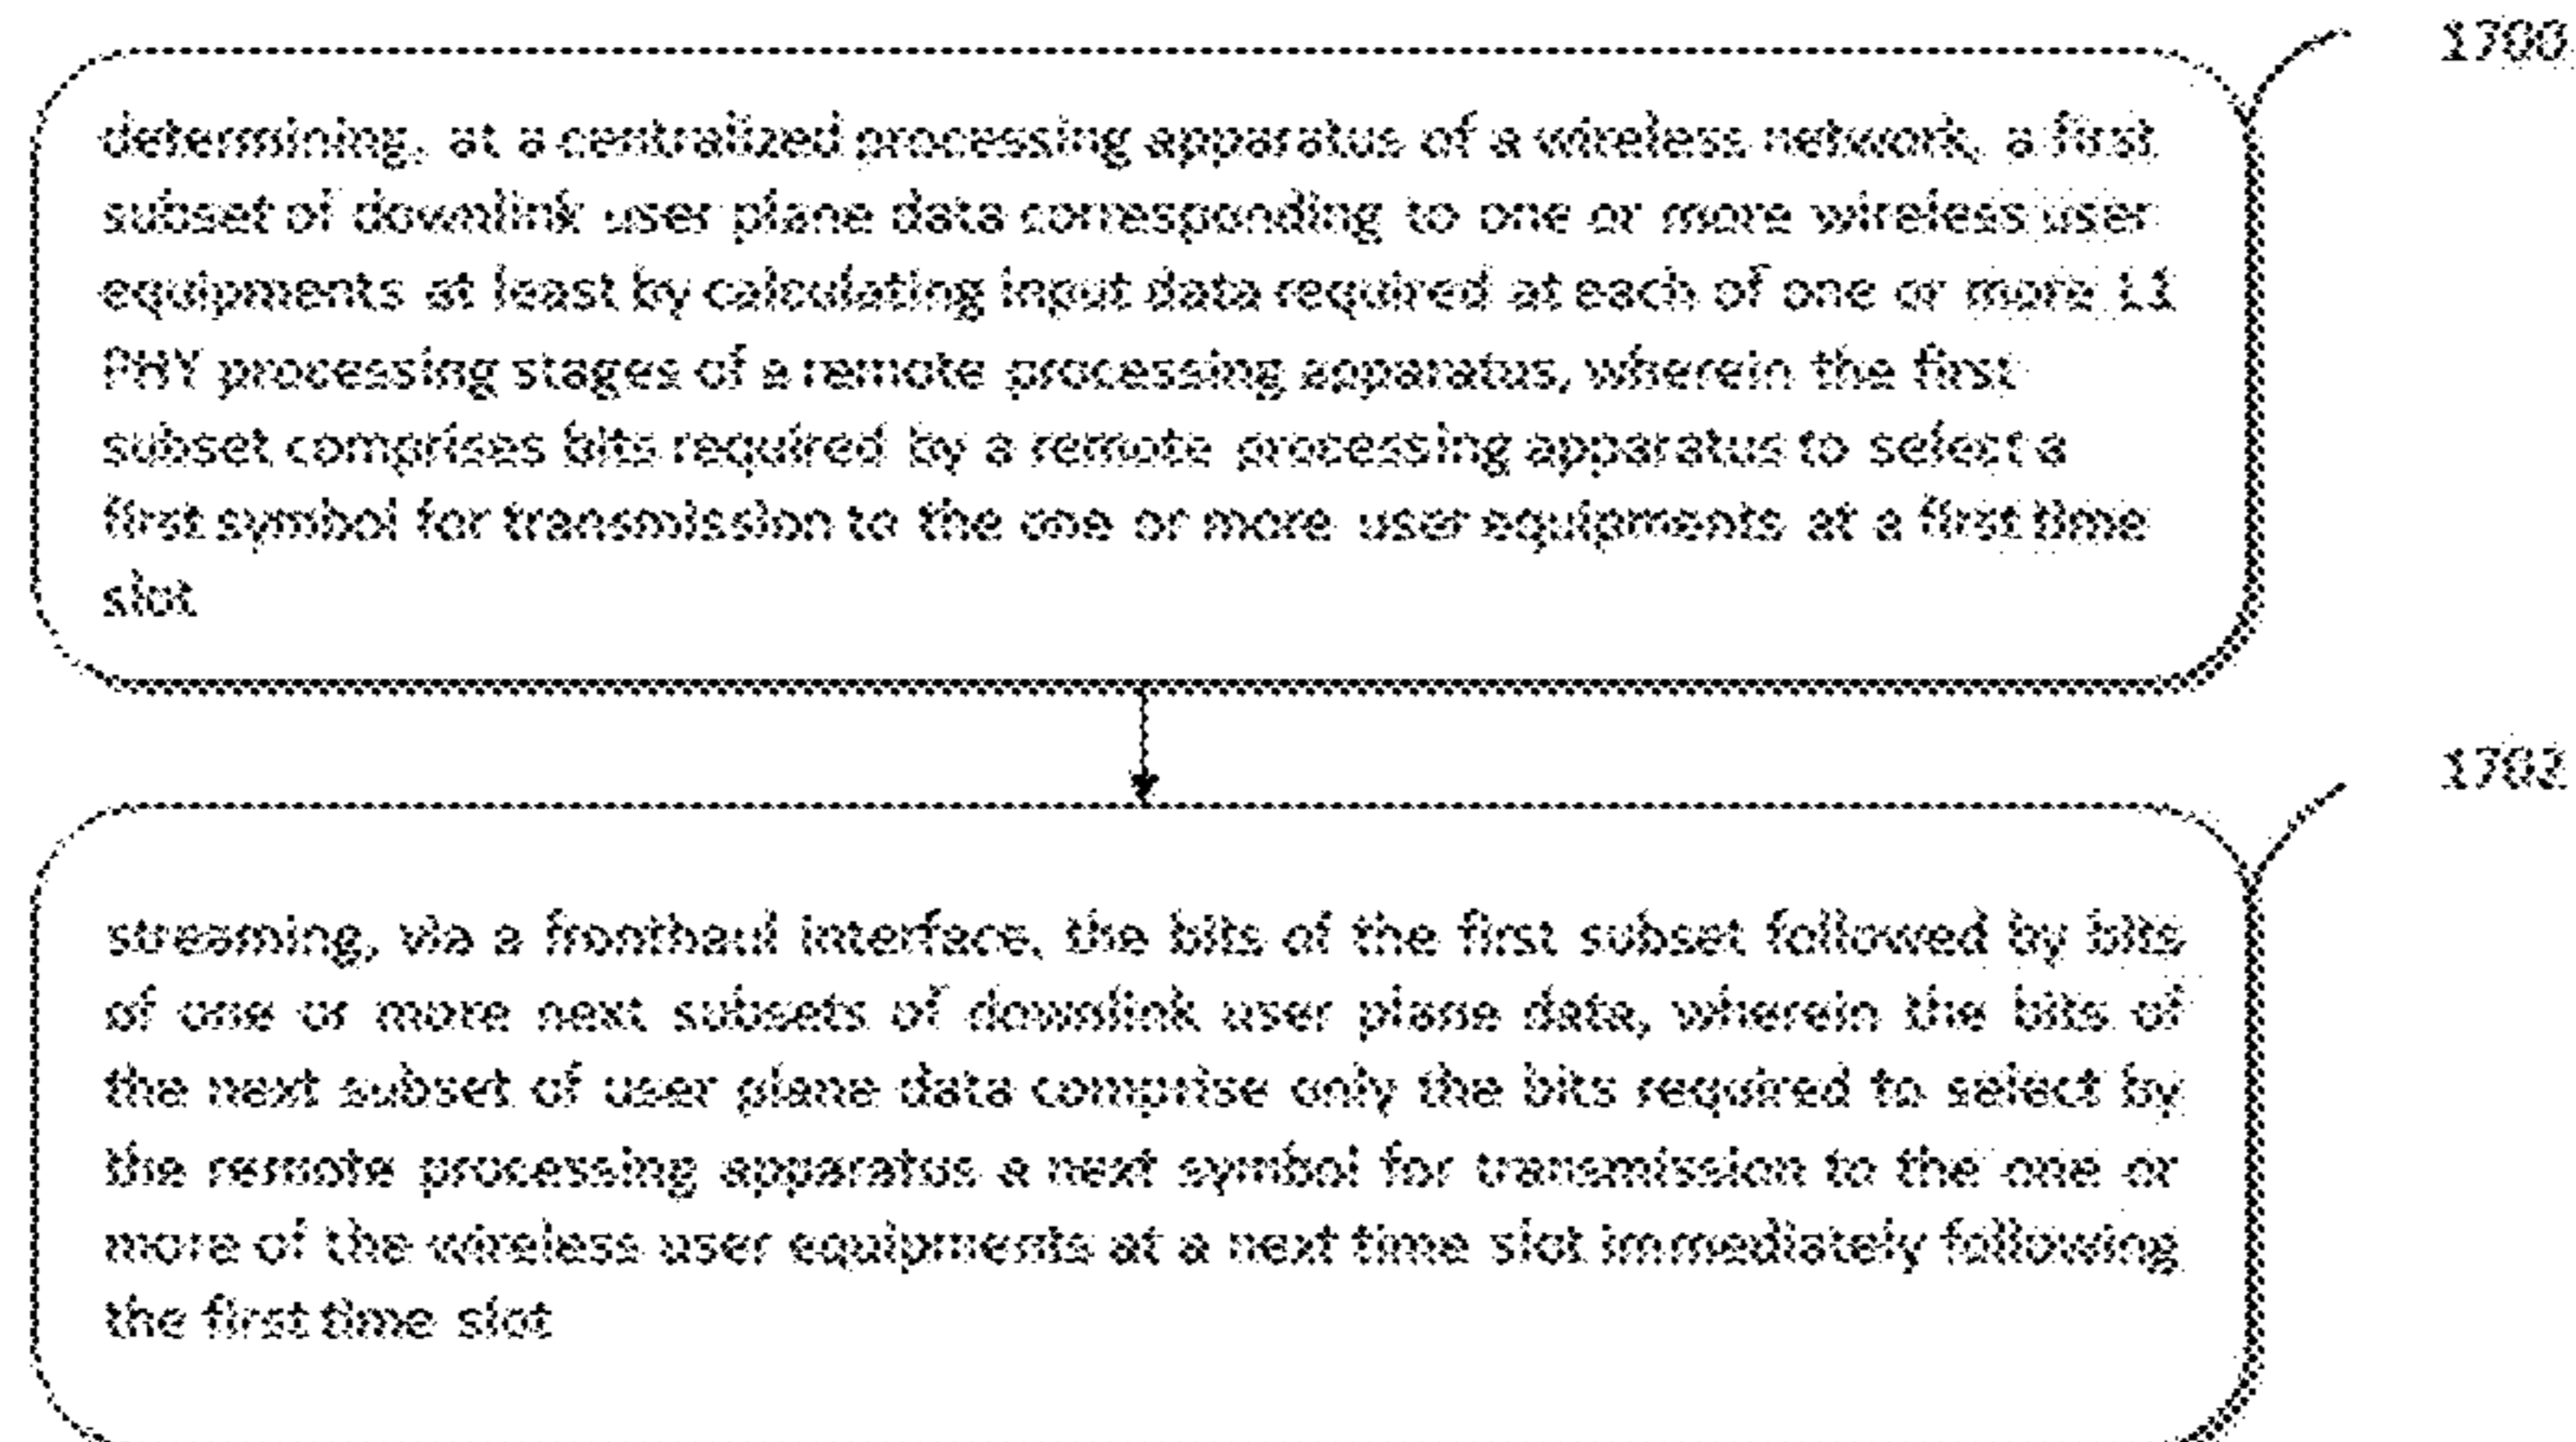 1700
determining, at a centralized processing apparatus of a wireless network, a first
subset of downlink user plane data corresponding to one or more wireless user
equipments at least by calculating input data required at each of one or more L1
PHY processing stages of a remote processing apparatus, wherein the first
subset comprises bits required by a remote processing apparatus to select a
first symbol for transmission to the one or more user equipments at a first time
slot
1702
streaming, via a fronthaul interface, the bits of the first subset followed by bits
of one or more next subsets of downlink user plane data, wherein the bits of
the next subset of user plane data comprise only the bits required to select by
the remote processing apparatus a next symbol for transmission to the one or
more of the wireless user equipments at a next time slot immediately following
the first time slot